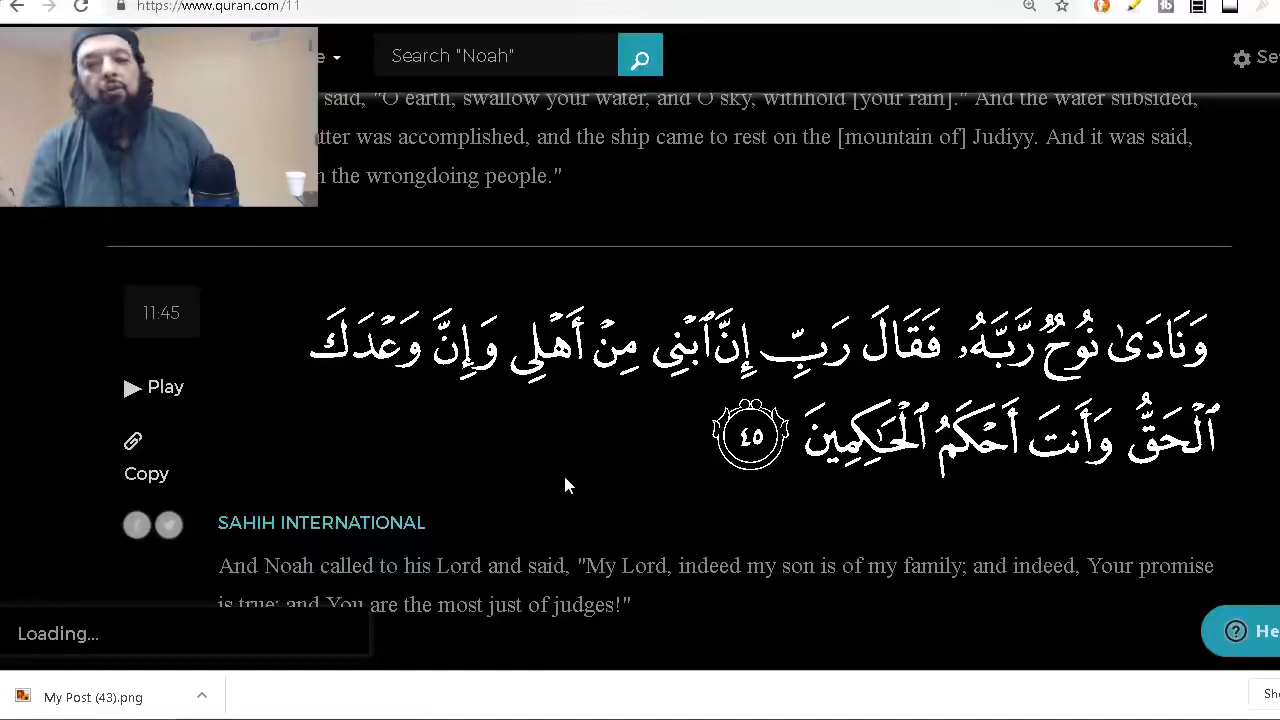 https://www.quran.com/11
Search "Noah"
said, "O earth, swallow your water, and O sky, withhold [your rain]." And the water subsided,
was accomplished, and the ship came to rest on the [mountain of] Judiyy. And it was said,
the wrongdoing people."
11:45
وَنَادَىٰ نُوحٌ رَّبَّهُۥ فَقَالَ رَبِّ إِنَّ ٱبْنِى مِنْ أَهْلِى وَإِنَّ وَعْدَكَ
ٱلْحَقُّ وَأَنتَ أَحْكَمُ ٱلْحَـٰكِمِينَ ٤٥
Play
Copy
SAHIH INTERNATIONAL
And Noah called to his Lord and said, "My Lord, indeed my son is of my family; and indeed, Your promise
is true; and You are the most just of judges!"
Loading...
My Post (43).png